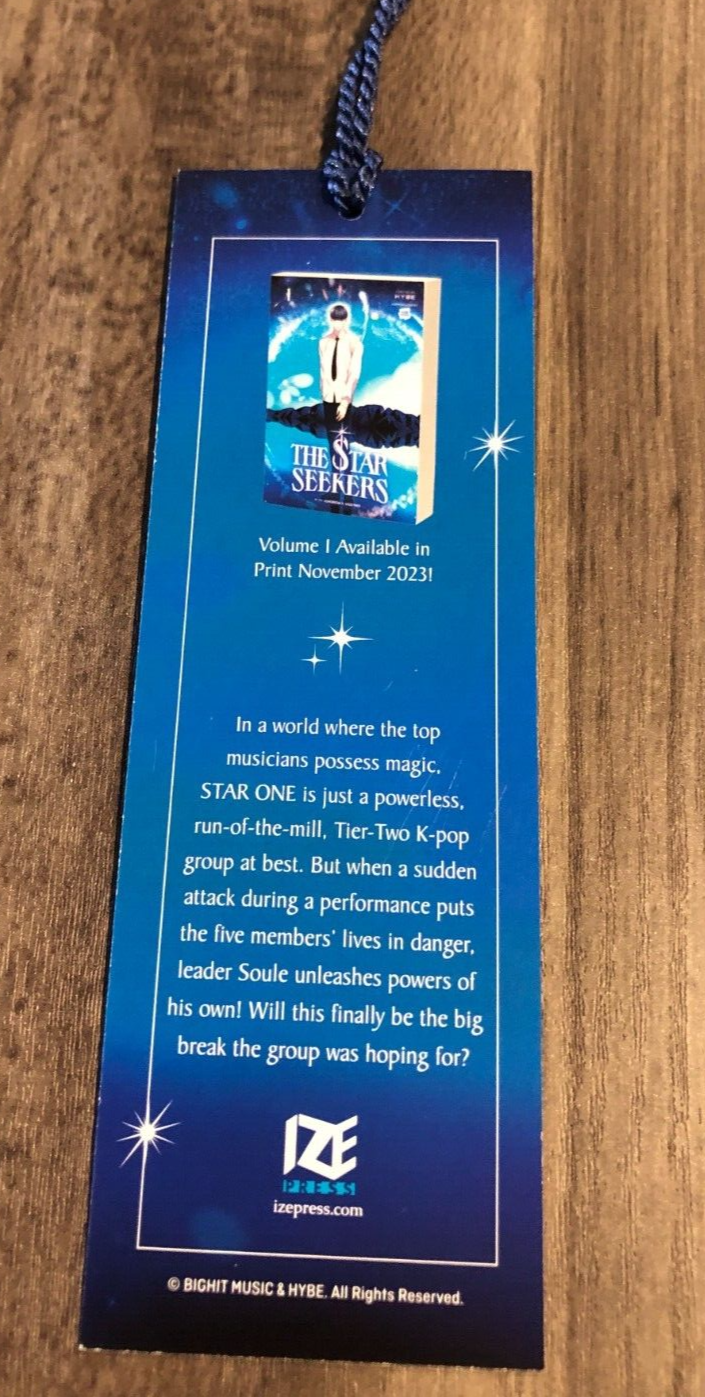 HYBE
THE STAR
SEEKERS
Volume 1 Available in
Print November 2023!
In a world where the top
musicians possess magic,
STAR ONE is just a powerless,
run-of-the-mill, Tier-Two K-pop
group at best. But when a sudden
attack during a performance puts
the five members' lives in danger,
leader Soule unleashes powers of
his own! Will this finally be the big
break the group was hoping for?
IZE
PRESS
izepress.com
© BIGHIT MUSIC & HYBE. All Rights Reserved.